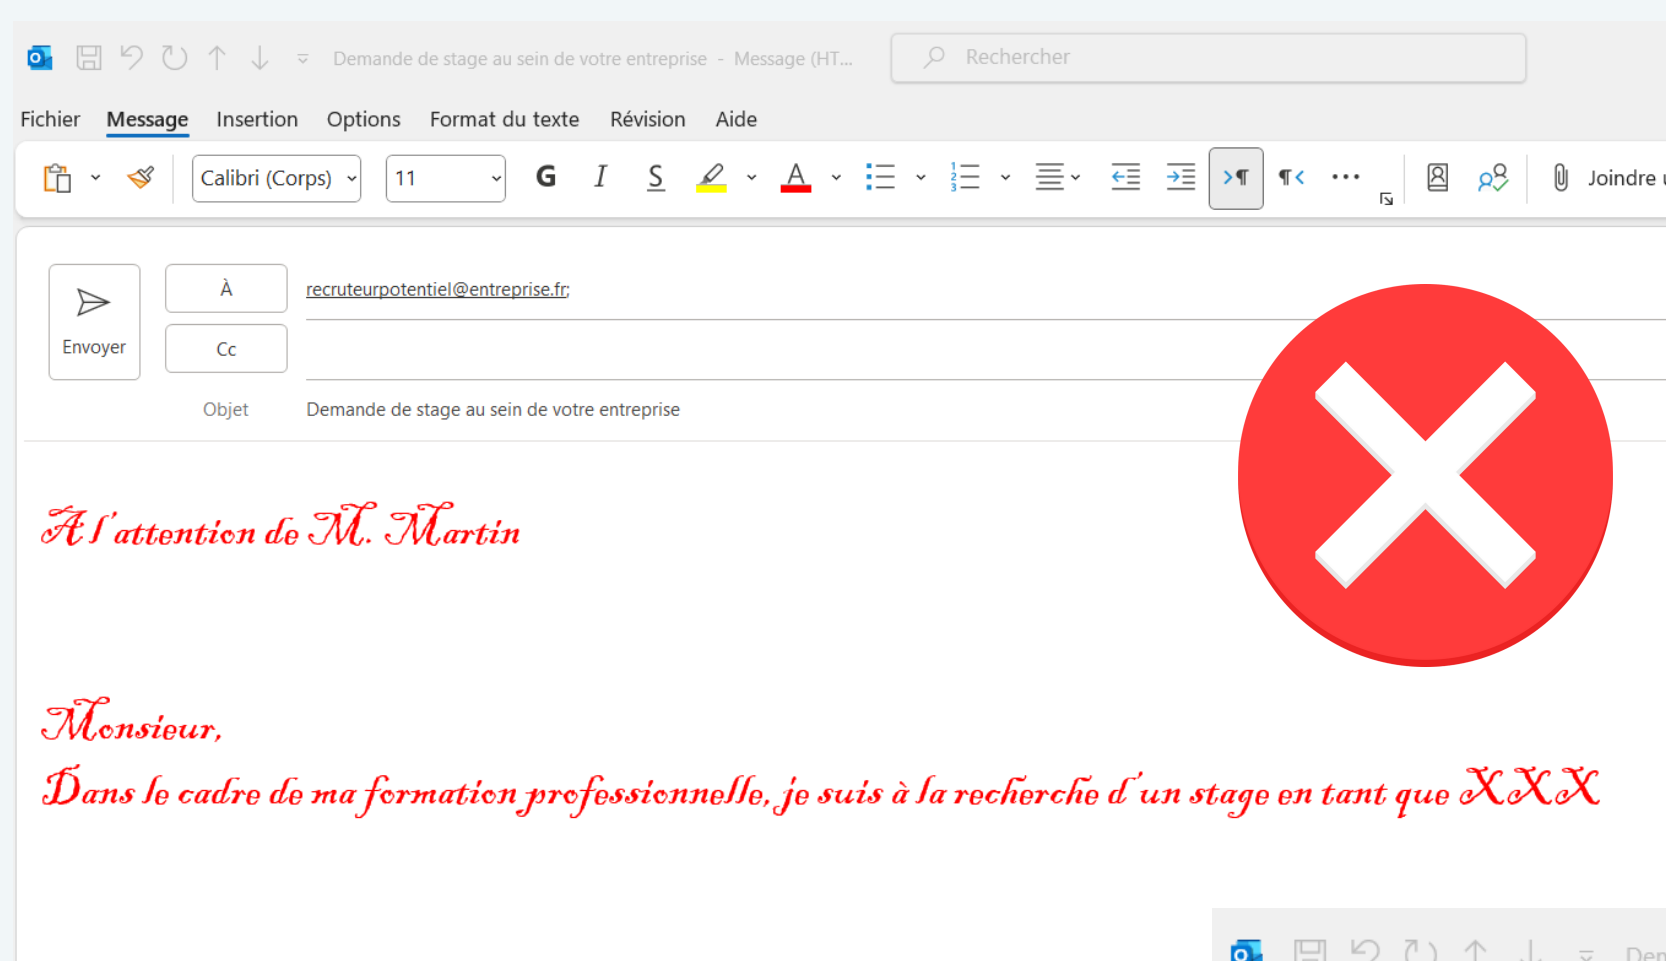 Demande de stage au sein de votre entreprise - Message (HT...
Rechercher
Fichier Message Insertion Options Format du texte Révision Aide
Calibri (Corps) 11 G I S A Joindre
À recruteurpotentiel@entreprise.fr;
Envoyer
Cc
Objet Demande de stage au sein de votre entreprise
À l'attention de M. Martin
Monsieur,
Dans le cadre de ma formation professionnelle, je suis à la recherche d'un stage en tant que XXX